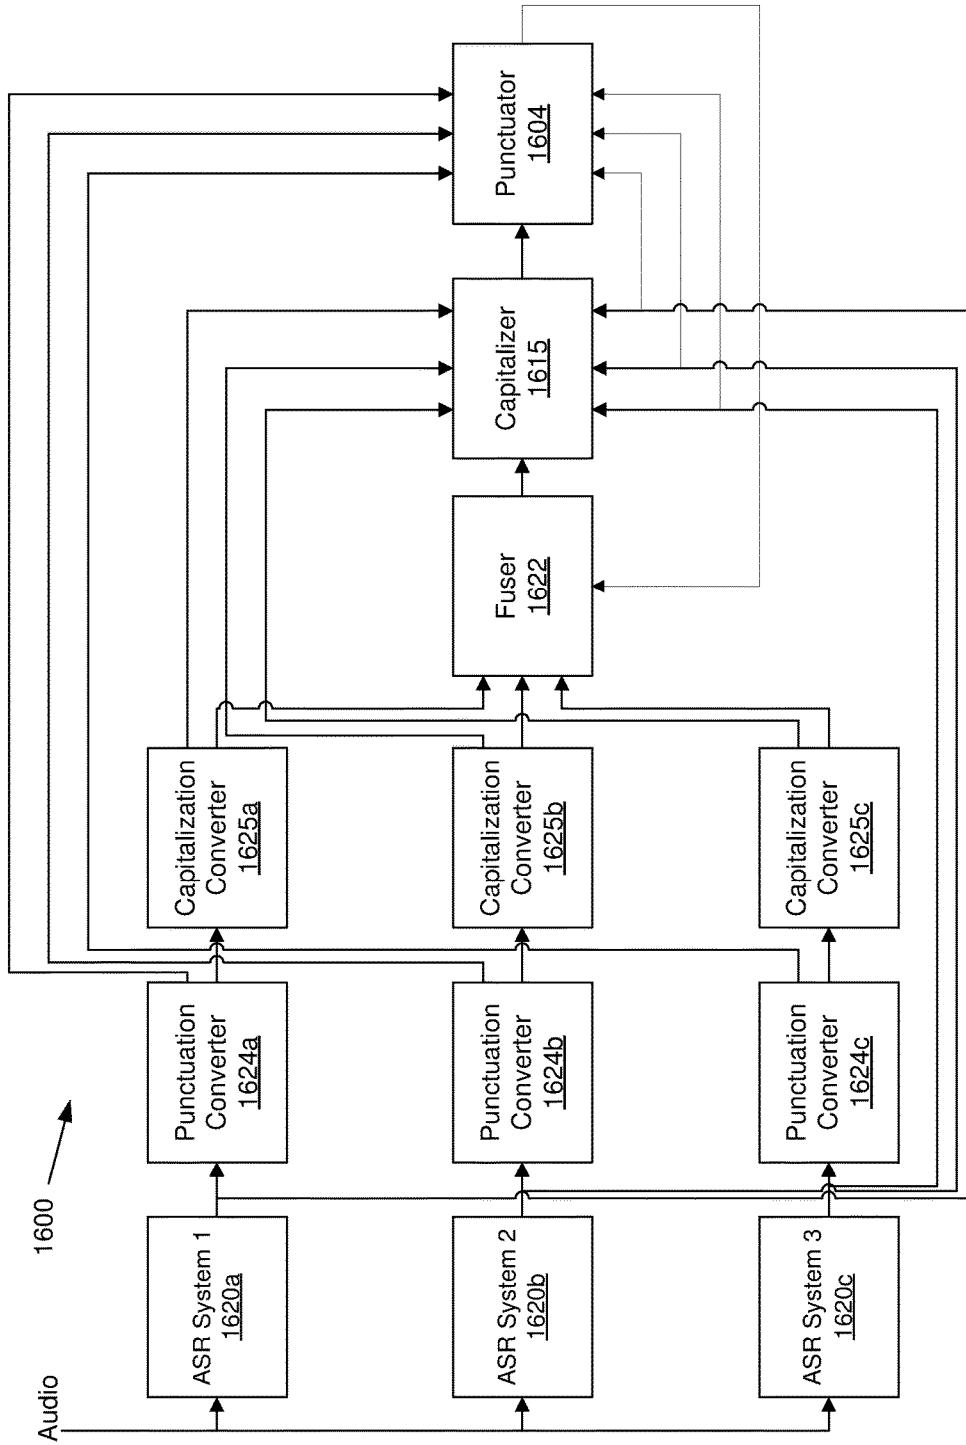 1600
Audio
ASR System 1
1620a
Punctuation
Converter
1624a
Capitalization
Converter
1625a
ASR System 2
1620b
Punctuation
Converter
1624b
Capitalization
Converter
1625b
ASR System 3
1620c
Punctuation
Converter
1624c
Capitalization
Converter
1625c
Fuser
1622
Capitalizer
1615
Punctuator
1604